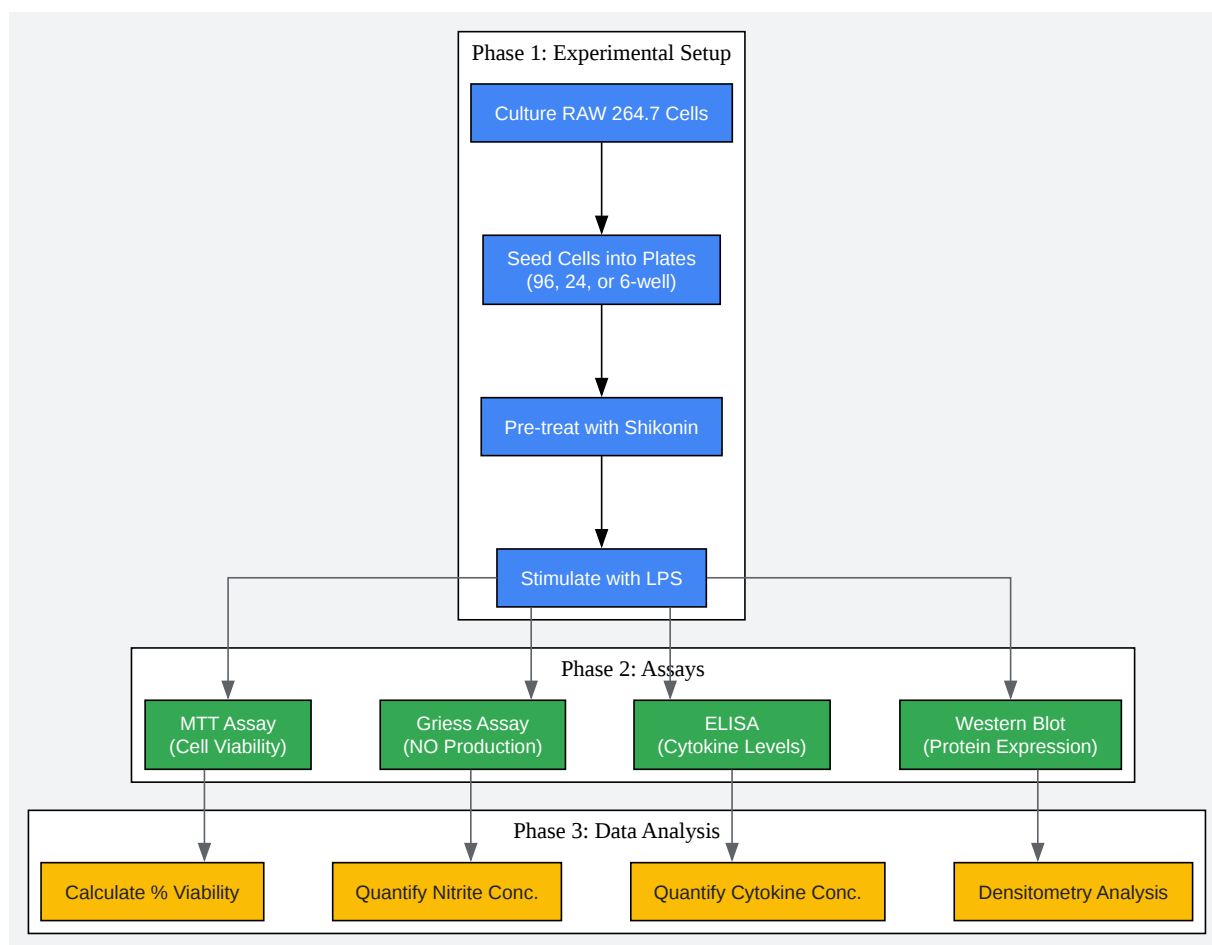 Phase 1: Experimental Setup
Culture RAW 264.7 Cells
Seed Cells into Plates
(96, 24, or 6-well)
Pre-treat with Shikonin
Stimulate with LPS
Phase 2: Assays
MTT Assay
(Cell Viability)
Griess Assay
(NO Production)
ELISA
(Cytokine Levels)
Western Blot
(Protein Expression)
Phase 3: Data Analysis
Calculate % Viability
Quantify Nitrite Conc.
Quantify Cytokine Conc.
Densitometry Analysis